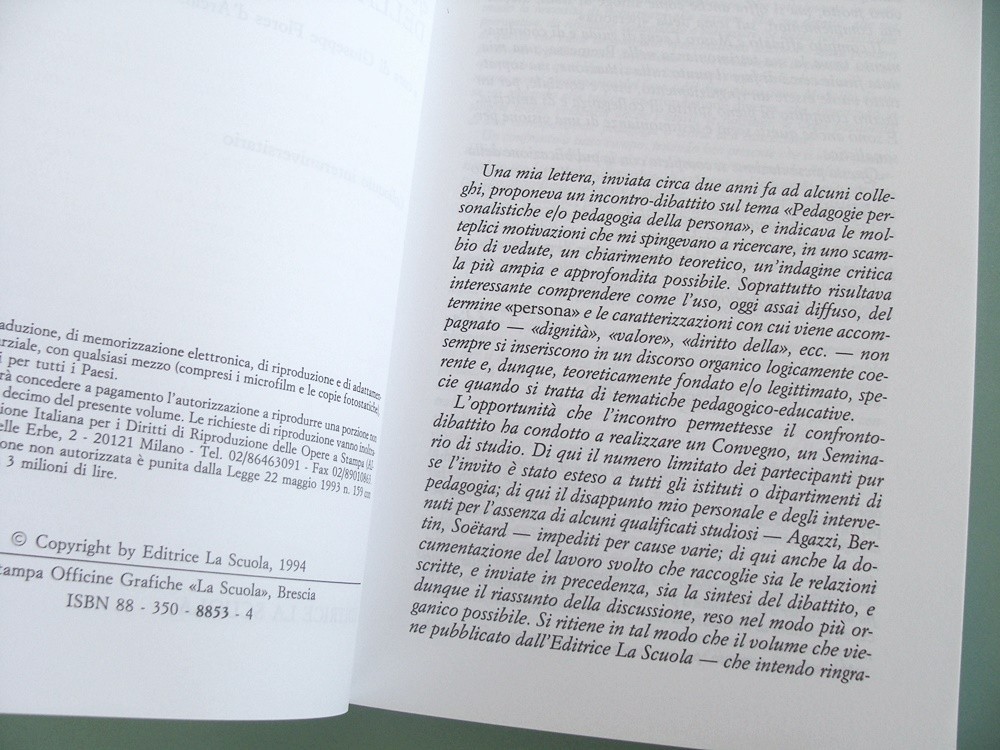 aduzione, di memorizzazione elettronica, di riproduzione e di adattamen-
arziale, con qualsiasi mezzo (compresi i microfilm e le copie fotostatiche)
i per tutti i Paesi.
rà concedere a pagamento l'autorizzazione a riprodurre una porzione non
decimo del presente volume. Le richieste di riproduzione vanno inoltra-
ione Italiana per i Diritti di Riproduzione delle Opere a Stampa (AI-
elle Erbe, 2 - 20121 Milano - Tel. 02/86463091 - Fax 02/89010863.
one non autorizzata è punita dalla Legge 22 maggio 1993 n. 159 con
3 milioni di lire.
© Copyright by Editrice La Scuola, 1994
tampa Officine Grafiche «La Scuola», Brescia
ISBN 88 - 350 - 8853 - 4
Una mia lettera, inviata circa due anni fa ad alcuni colle-
ghi, proponeva un incontro-dibattito sul tema «Pedagogie per-
sonalistiche e/o pedagogia della persona», e indicava le mol-
teplici motivazioni che mi spingevano a ricercare, in uno scam-
bio di vedute, un chiarimento teoretico, un'indagine critica
la più ampia e approfondita possibile. Soprattutto risultava
interessante comprendere come l'uso, oggi assai diffuso, del
termine «persona» e le caratterizzazioni con cui viene accom-
pagnato — «dignità», «valore», «diritto della», ecc. — non
sempre si inseriscono in un discorso organico logicamente coe-
rente e, dunque, teoreticamente fondato e/o legittimato, spe-
cie quando si tratta di tematiche pedagogico-educative.
L'opportunità che l'incontro permettesse il confronto-
dibattito ha condotto a realizzare un Convegno, un Semina-
rio di studio. Di qui il numero limitato dei partecipanti pur
se l'invito è stato esteso a tutti gli istituti o dipartimenti di
pedagogia; di qui il disappunto mio personale e degli interve-
nuti per l'assenza di alcuni qualificati studiosi — Agazzi, Ber-
tin, Soëtard — impediti per cause varie; di qui anche la do-
cumentazione del lavoro svolto che raccoglie sia le relazioni
scritte, e inviate in precedenza, sia la sintesi del dibattito, e
dunque il riassunto della discussione, reso nel modo più or-
ganico possibile. Si ritiene in tal modo che il volume che vie-
ne pubblicato dall'Editrice La Scuola — che intendo ringra-